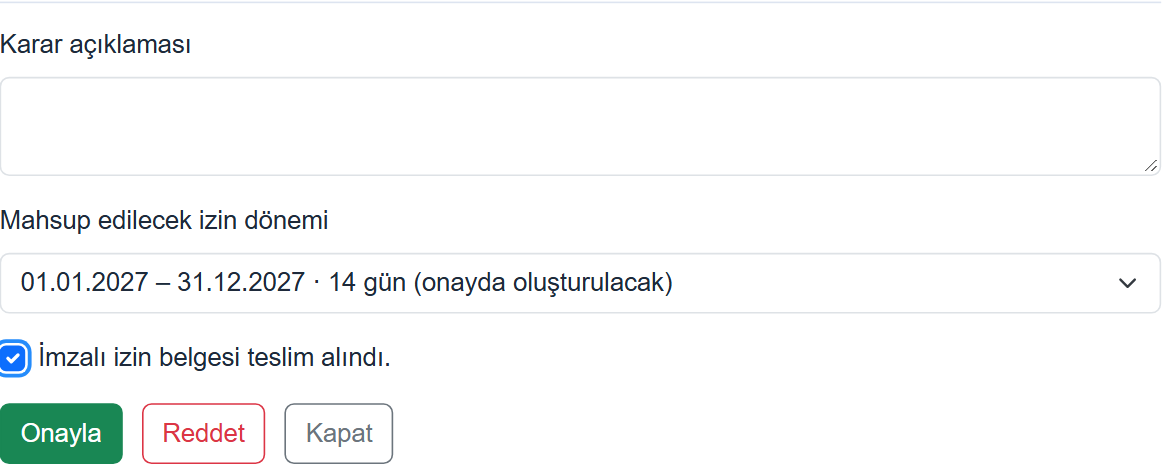 Karar açıklaması
Mahsup edilecek izin dönemi
01.01.2027 – 31.12.2027 · 14 gün (onayda oluşturulacak)
İmzalı izin belgesi teslim alındı.
Onayla Reddet Kapat